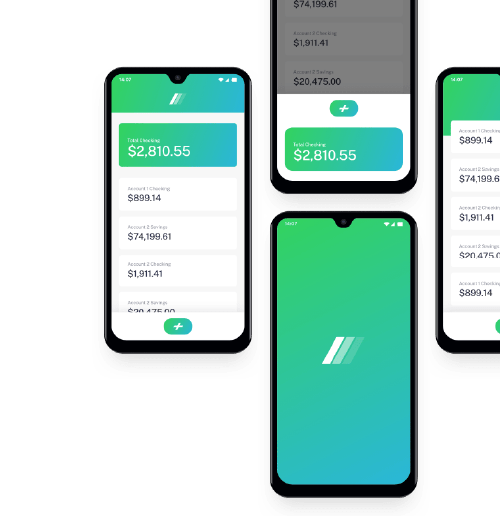 $74,199.61
Account 2 Checking
$1,911.41
Account 2 Savings
$20,475.00
Total Checking
$2,810.55
14:07
Total Checking
$2,810.55
Account 1 Checking
$899.14
Account 2 Savings
$74,199.61
Account 2 Checking
$1,911.41
Account 2 Savings
$20,475.00
14:07
14:07
Account 1 Checking
$899.14
Account 2 Savings
$74,199.6
Account 2 Checking
$1,911.41
Account 2 Savings
$20,475.0
Account 1 Checking
$899.14